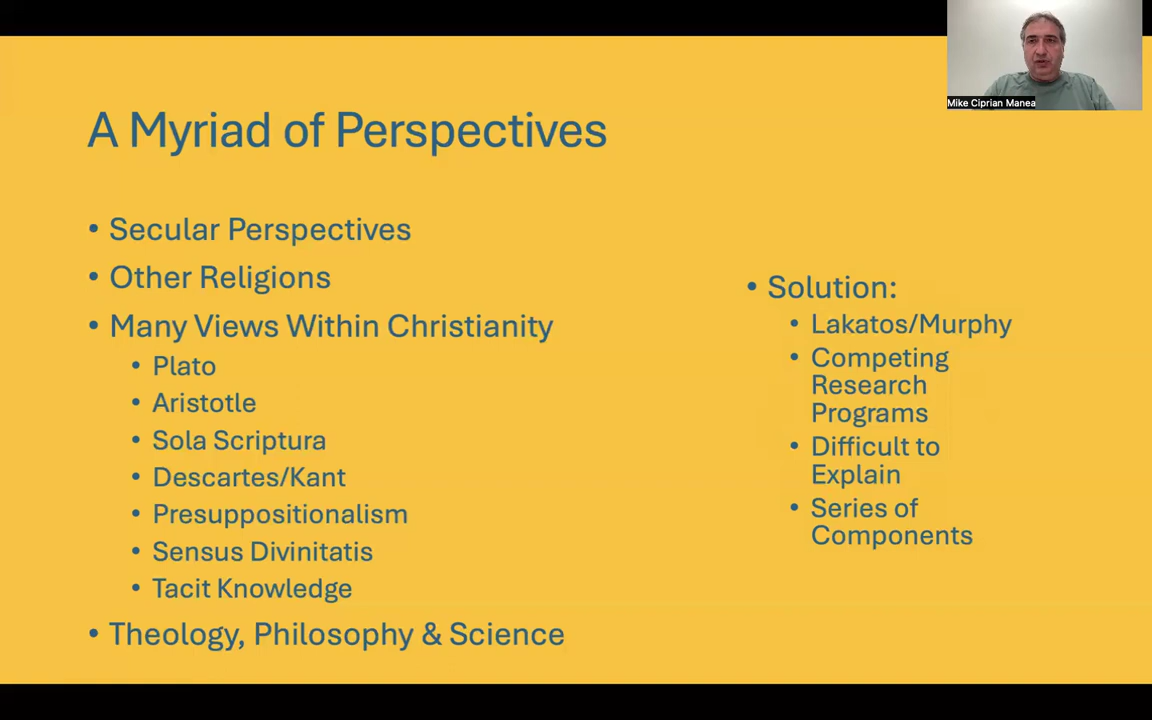 A Myriad of Perspectives
• Secular Perspectives
• Other Religions
• Many Views Within Christianity
• Plato
• Aristotle
• Sola Scriptura
• Descartes/Kant
• Presuppositionalism
• Sensus Divinitatis
• Tacit Knowledge
• Theology, Philosophy & Science
• Solution:
• Lakatos/Murphy
• Competing
Research
Programs
• Difficult to
Explain
• Series of
Components
Mike Ciprian Manea